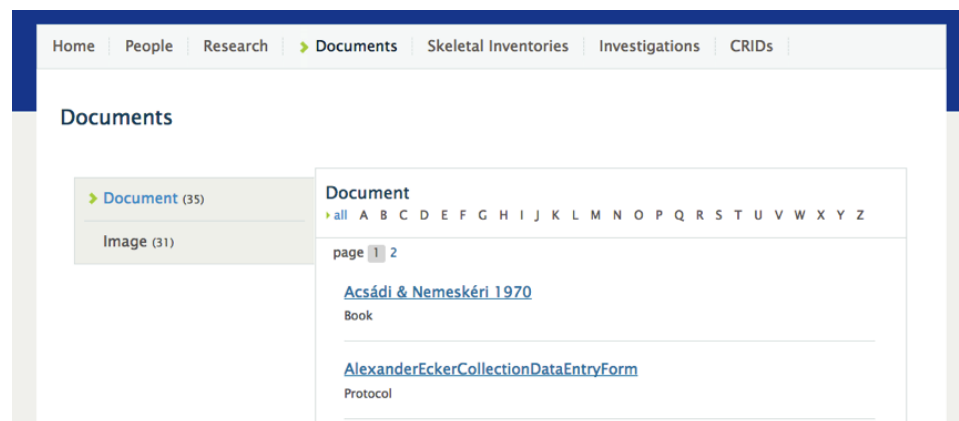 Home People Research Documents Skeletal Inventories Investigations CRIDs
Documents
Document (35)
Image (31)
Document
all A B C D E F G H I J K L M N O P Q R S T U V W X Y Z
page 1 2
Acsádi & Nemeskéri 1970
Book
AlexanderEckerCollectionDataEntryForm
Protocol